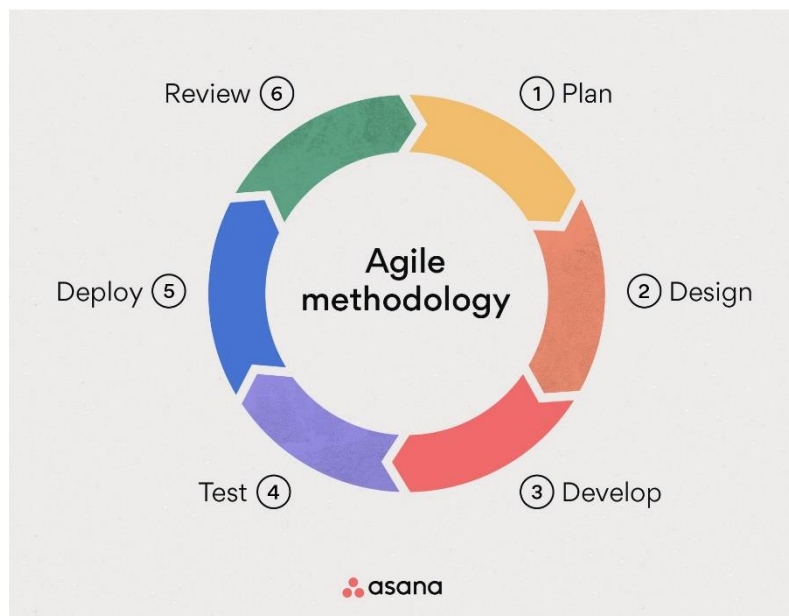 Agile
methodology
1 Plan
2 Design
3 Develop
Test 4
Deploy 5
Review 6
asana